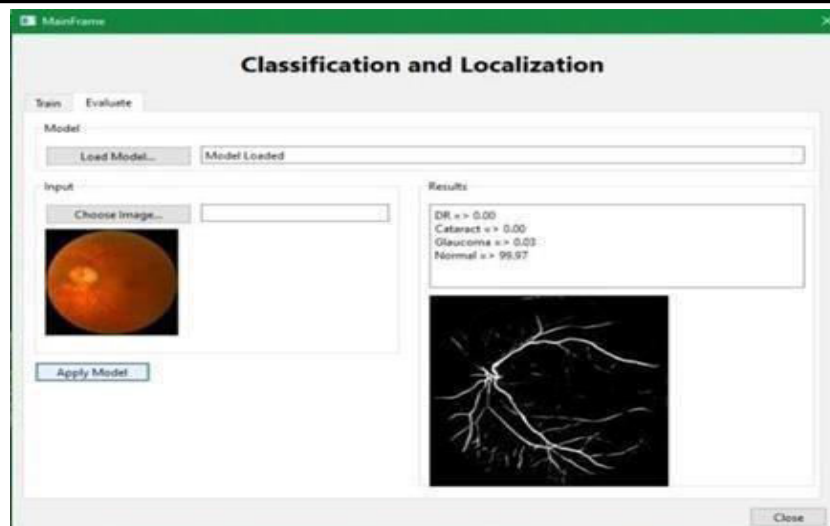 MainFrame
Classification and Localization
Train Evaluate
Model
Load Model... Model Loaded
Input
Choose Image...
Results
DR => 0.00
Cataract => 0.00
Glaucoma => 0.03
Normal => 99.97
Apply Model
Close